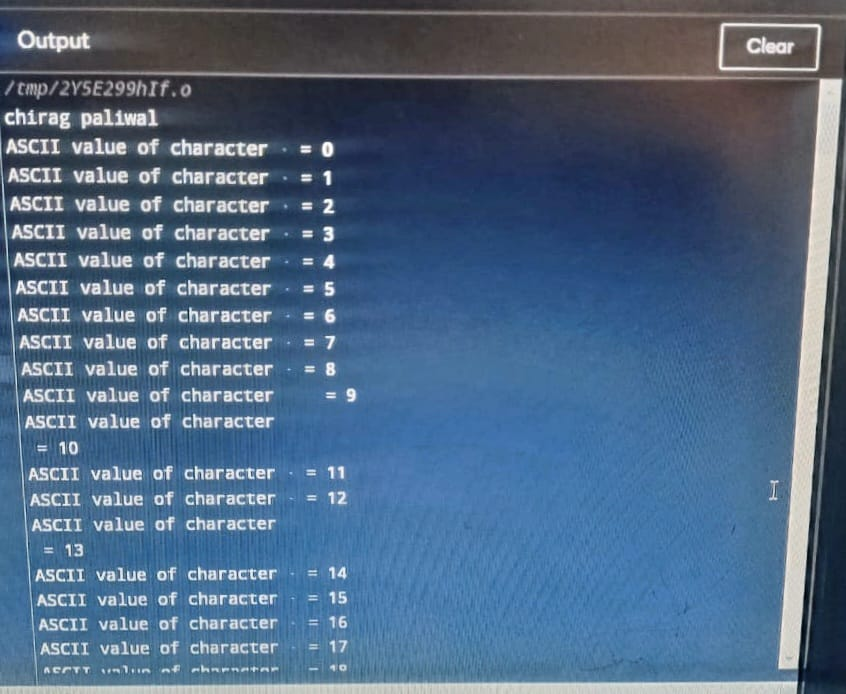 Output
Clear
/tmp/2Y5E299hIf.o
chirag paliwal
ASCII value of character · = 0
ASCII value of character · = 1
ASCII value of character · = 2
ASCII value of character · = 3
ASCII value of character · = 4
ASCII value of character · = 5
ASCII value of character · = 6
ASCII value of character · = 7
ASCII value of character · = 8
ASCII value of character = 9
ASCII value of character
= 10
ASCII value of character · = 11
ASCII value of character · = 12
ASCII value of character
= 13
ASCII value of character · = 14
ASCII value of character · = 15
ASCII value of character · = 16
ASCII value of character · = 17
ASCII value of character = 18